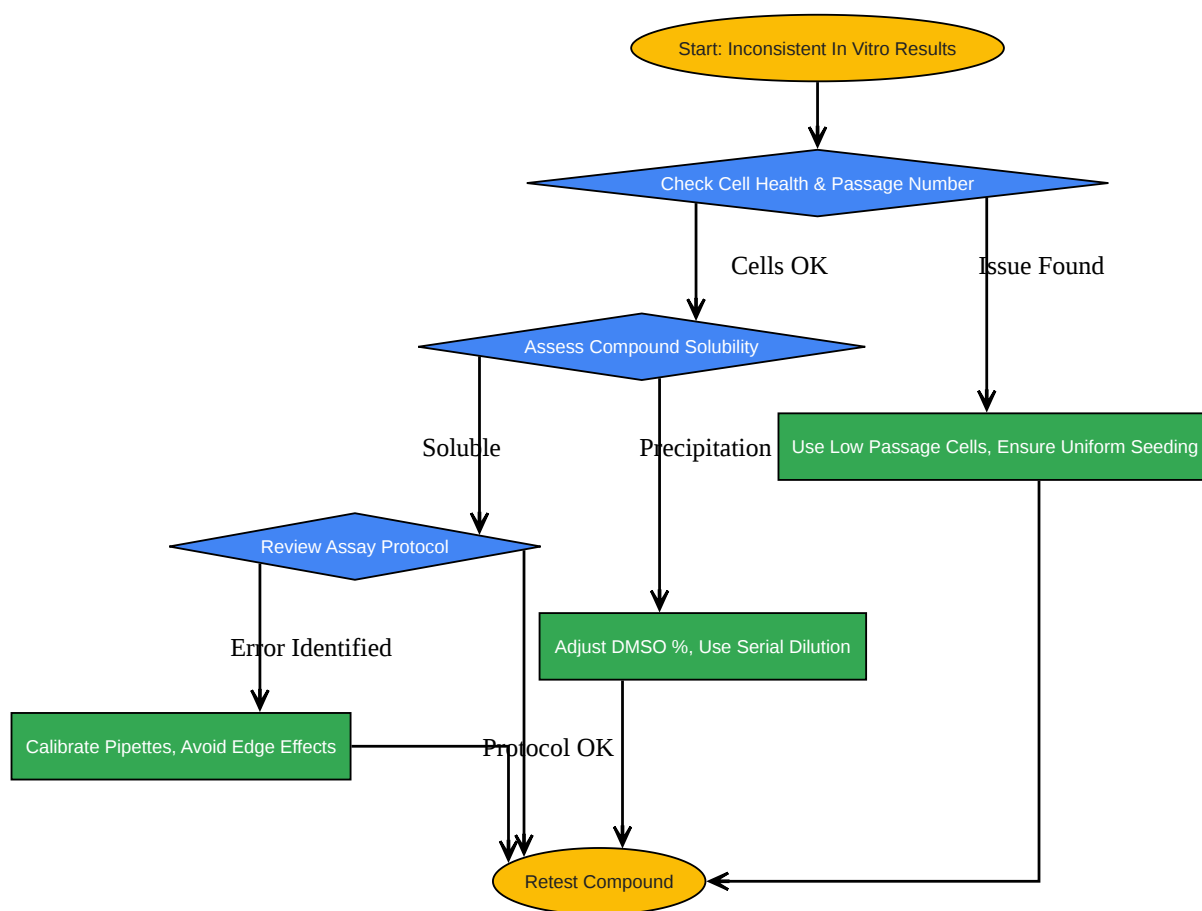 Start: Inconsistent In Vitro Results
Check Cell Health & Passage Number
Cells OK
Issue Found
Assess Compound Solubility
Soluble
Precipitation
Use Low Passage Cells, Ensure Uniform Seeding
Review Assay Protocol
Error Identified
Adjust DMSO %, Use Serial Dilution
Calibrate Pipettes, Avoid Edge Effects
Protocol OK
Retest Compound